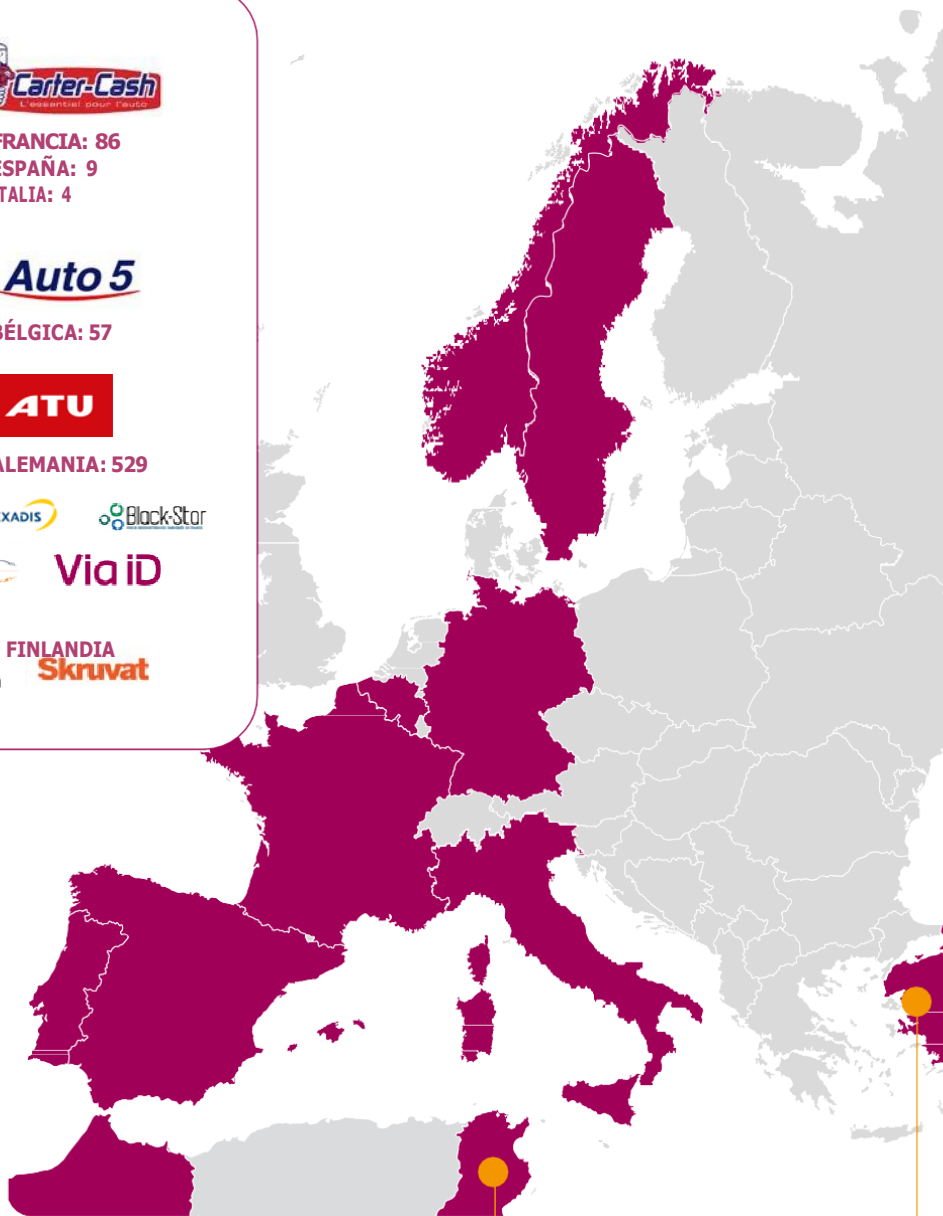 Carter-Cash
L'essentiel pour l'auto
FRANCIA: 86
ESPAÑA: 9
ITALIA: 4
Auto 5
BÉLGICA: 57
ATU
ALEMANIA: 529
EXADIS
Black-Star
Via iD
FINLANDIA
Skruvat